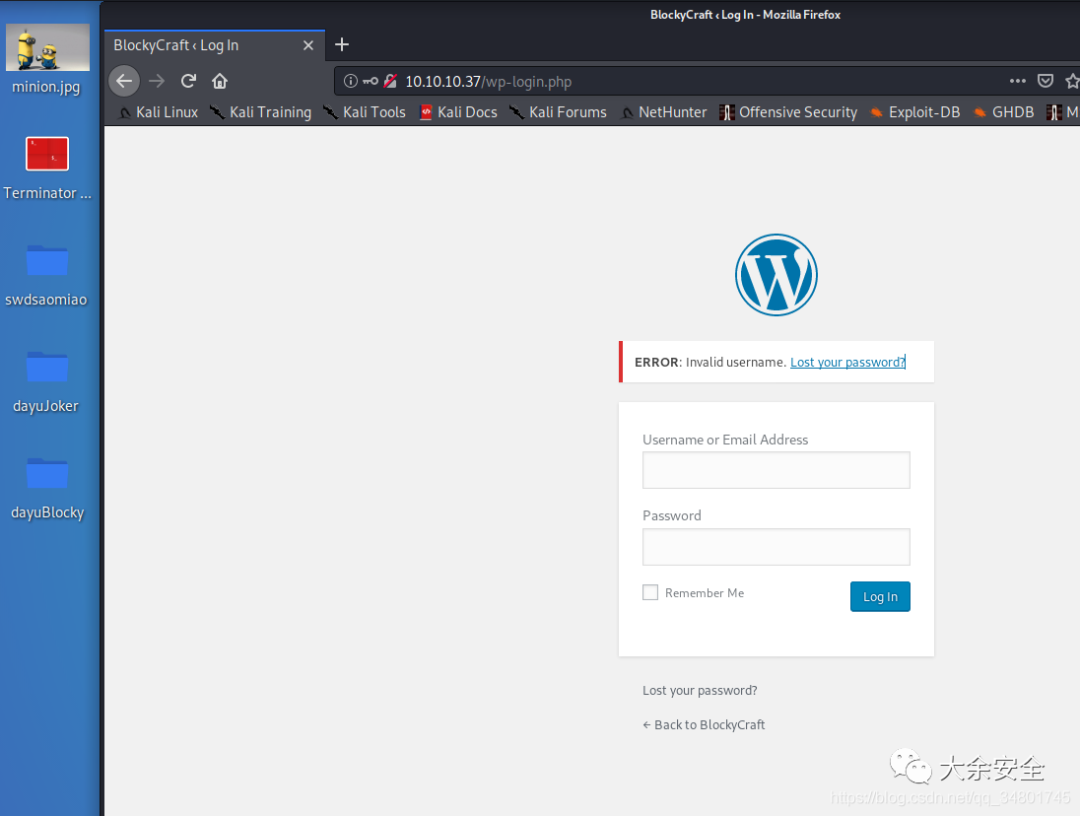 BlockyCraft ‹ Log In - Mozilla Firefox
BlockyCraft ‹ Log In
10.10.10.37/wp-login.php
Kali Linux Kali Training Kali Tools Kali Docs Kali Forums NetHunter Offensive Security Exploit-DB GHDB M
minion.jpg
Terminator ...
swdsaomiao
dayuJoker
dayuBlocky
ERROR: Invalid username. Lost your password?
Username or Email Address
Password
Remember Me
Log In
Lost your password?
← Back to BlockyCraft
大余安全
https://blog.csdn.net/qq_34801745